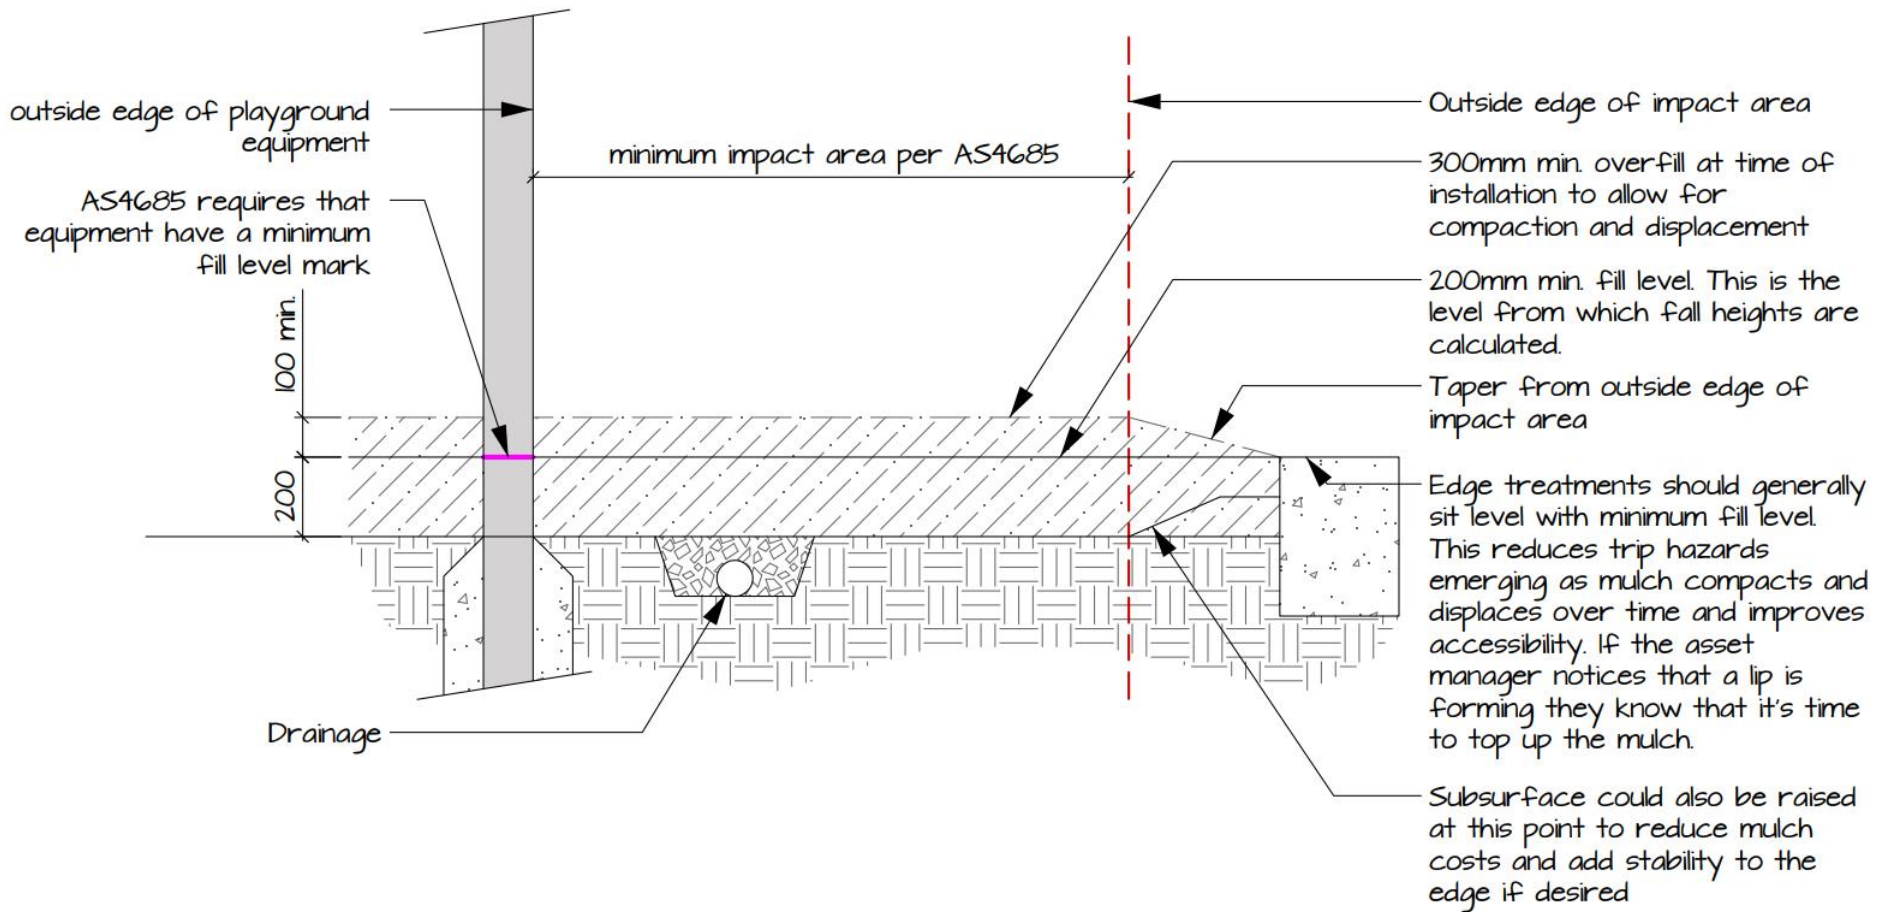 outside edge of playground
equipment
AS4685 requires that
equipment have a minimum
fill level mark
100 min.
200
Drainage
minimum impact area per AS4685
Outside edge of impact area
300mm min. overfill at time of
installation to allow for
compaction and displacement
200mm min. fill level. This is the
level from which fall heights are
calculated.
Taper from outside edge of
impact area
Edge treatments should generally
sit level with minimum fill level.
This reduces trip hazards
emerging as mulch compacts and
displaces over time and improves
accessibility. If the asset
manager notices that a lip is
forming they know that it's time
to top up the mulch.
Subsurface could also be raised
at this point to reduce mulch
costs and add stability to the
edge if desired